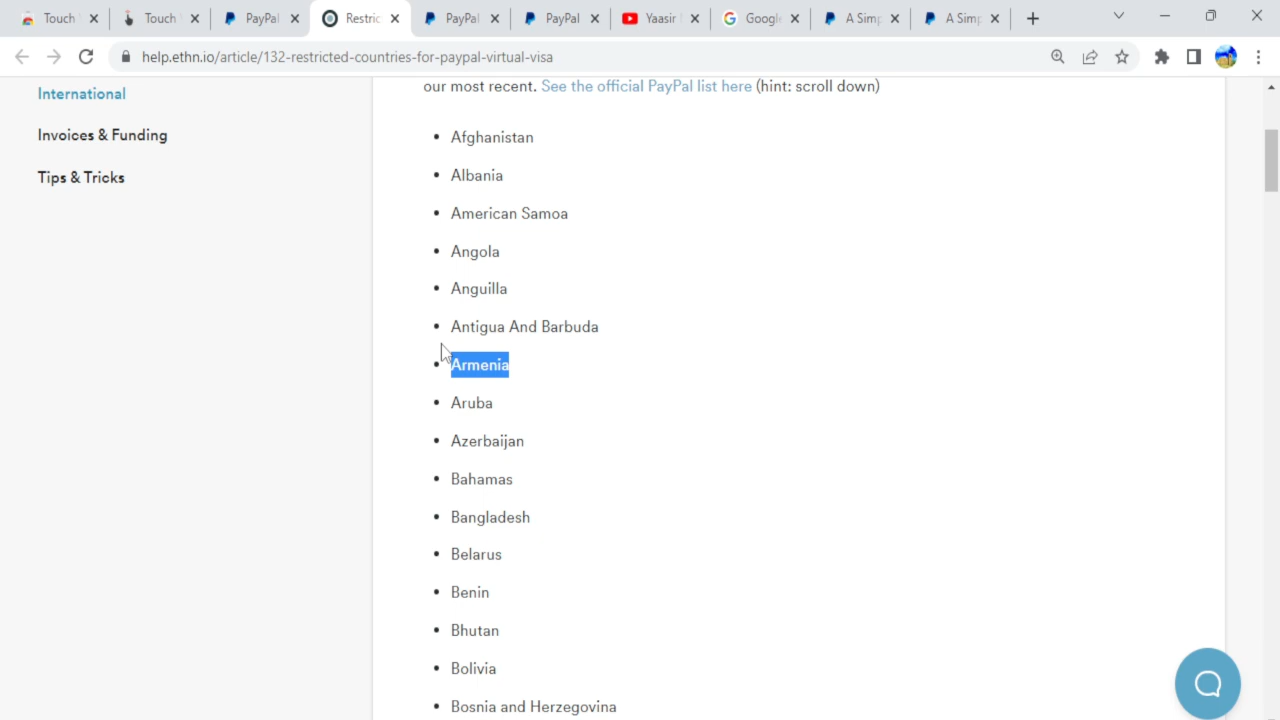 Touch
Touch
PayPal
Restric
PayPal
PayPal
Yaasir
Google
A Simp
A Simp
help.ethn.io/article/132-restricted-countries-for-paypal-virtual-visa
International
Invoices & Funding
Tips & Tricks
our most recent. See the official PayPal list here (hint: scroll down)
• Afghanistan
• Albania
• American Samoa
• Angola
• Anguilla
• Antigua And Barbuda
• Armenia
• Aruba
• Azerbaijan
• Bahamas
• Bangladesh
• Belarus
• Benin
• Bhutan
• Bolivia
• Bosnia and Herzegovina